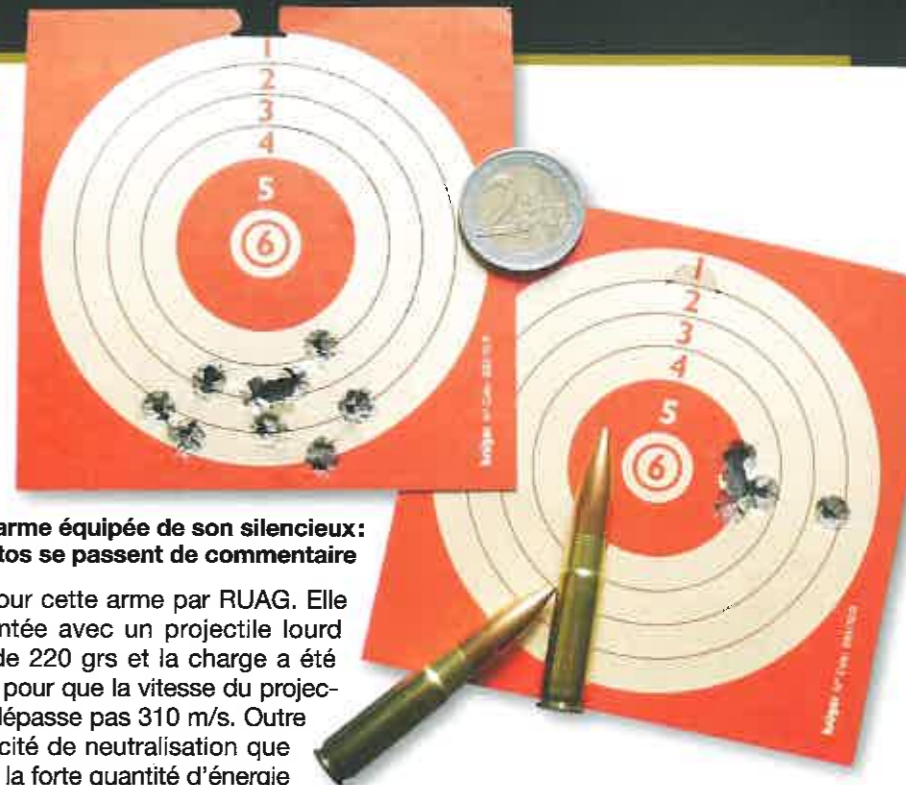 1
2
3
4
5
6
1
2
3
4
5
6
arme équipée de son silencieux:
tos se passent de commentaire
our cette arme par RUAG. Elle
ntée avec un projectile lourd
de 220 grs et la charge a été
pour que la vitesse du projec-
dépasse pas 310 m/s. Outre
cité de neutralisation que
la forte quantité d'énergie